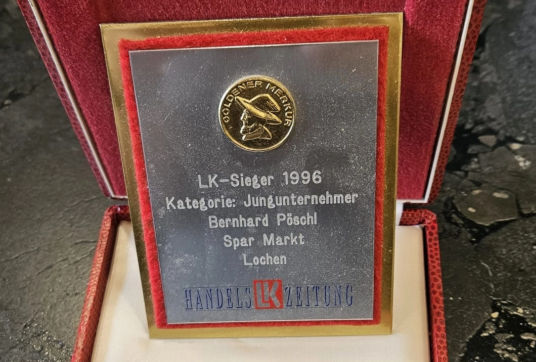 GOLDENER MERKUR
LK-Sieger 1996
Kategorie: Jungunternehmer
Bernhard Pöschl
Spar Markt
Lochen
HANDELS LK ZEITUNG